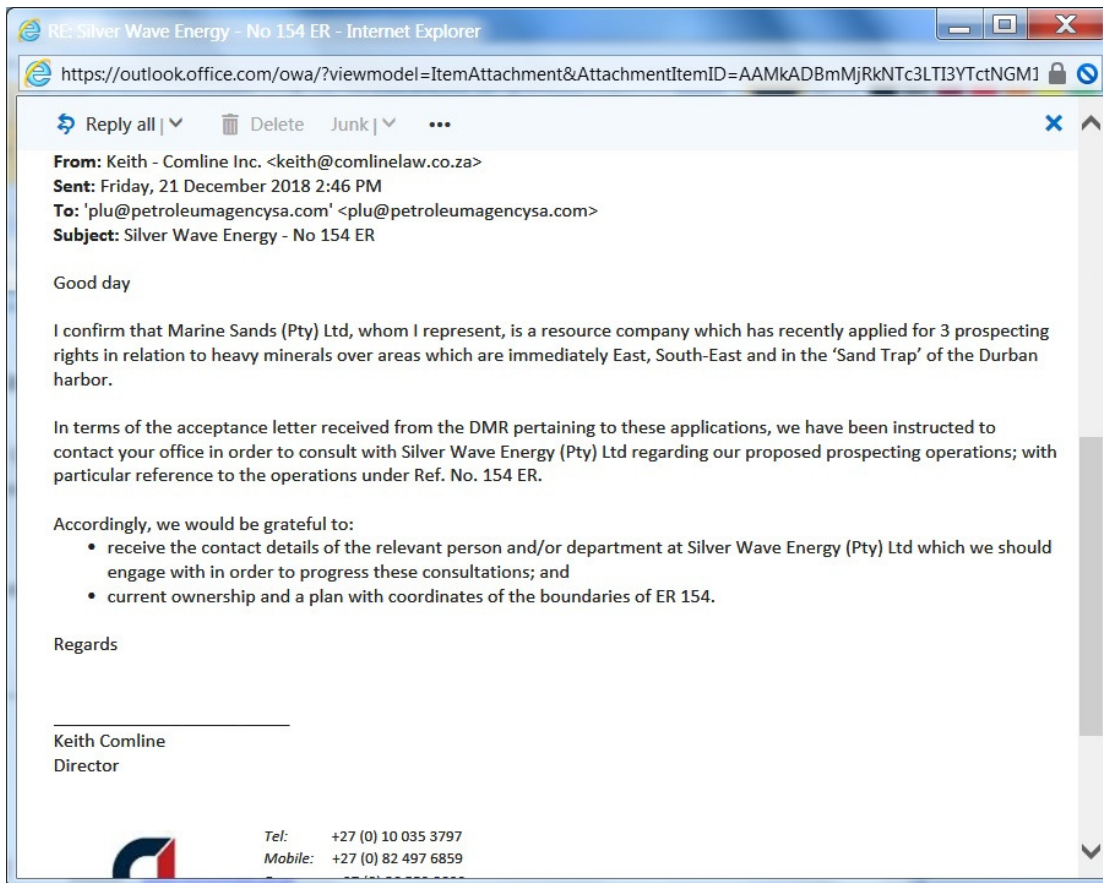 RE: Silver Wave Energy - No 154 ER - Internet Explorer
https://outlook.office.com/owa/?viewmodel=ItemAttachment&AttachmentItemID=AAMkADBmMjRkNTc3LTI3YTctNGM1
Reply all | Delete Junk | •••
From: Keith - Comline Inc. <keith@comlinelaw.co.za>
Sent: Friday, 21 December 2018 2:46 PM
To: 'plu@petroleumagencysa.com' <plu@petroleumagencysa.com>
Subject: Silver Wave Energy - No 154 ER
Good day
I confirm that Marine Sands (Pty) Ltd, whom I represent, is a resource company which has recently applied for 3 prospecting
rights in relation to heavy minerals over areas which are immediately East, South-East and in the ‘Sand Trap’ of the Durban
harbor.
In terms of the acceptance letter received from the DMR pertaining to these applications, we have been instructed to
contact your office in order to consult with Silver Wave Energy (Pty) Ltd regarding our proposed prospecting operations; with
particular reference to the operations under Ref. No. 154 ER.
Accordingly, we would be grateful to:
• receive the contact details of the relevant person and/or department at Silver Wave Energy (Pty) Ltd which we should
engage with in order to progress these consultations; and
• current ownership and a plan with coordinates of the boundaries of ER 154.
Regards
Keith Comline
Director
Tel: +27 (0) 10 035 3797
Mobile: +27 (0) 82 497 6859